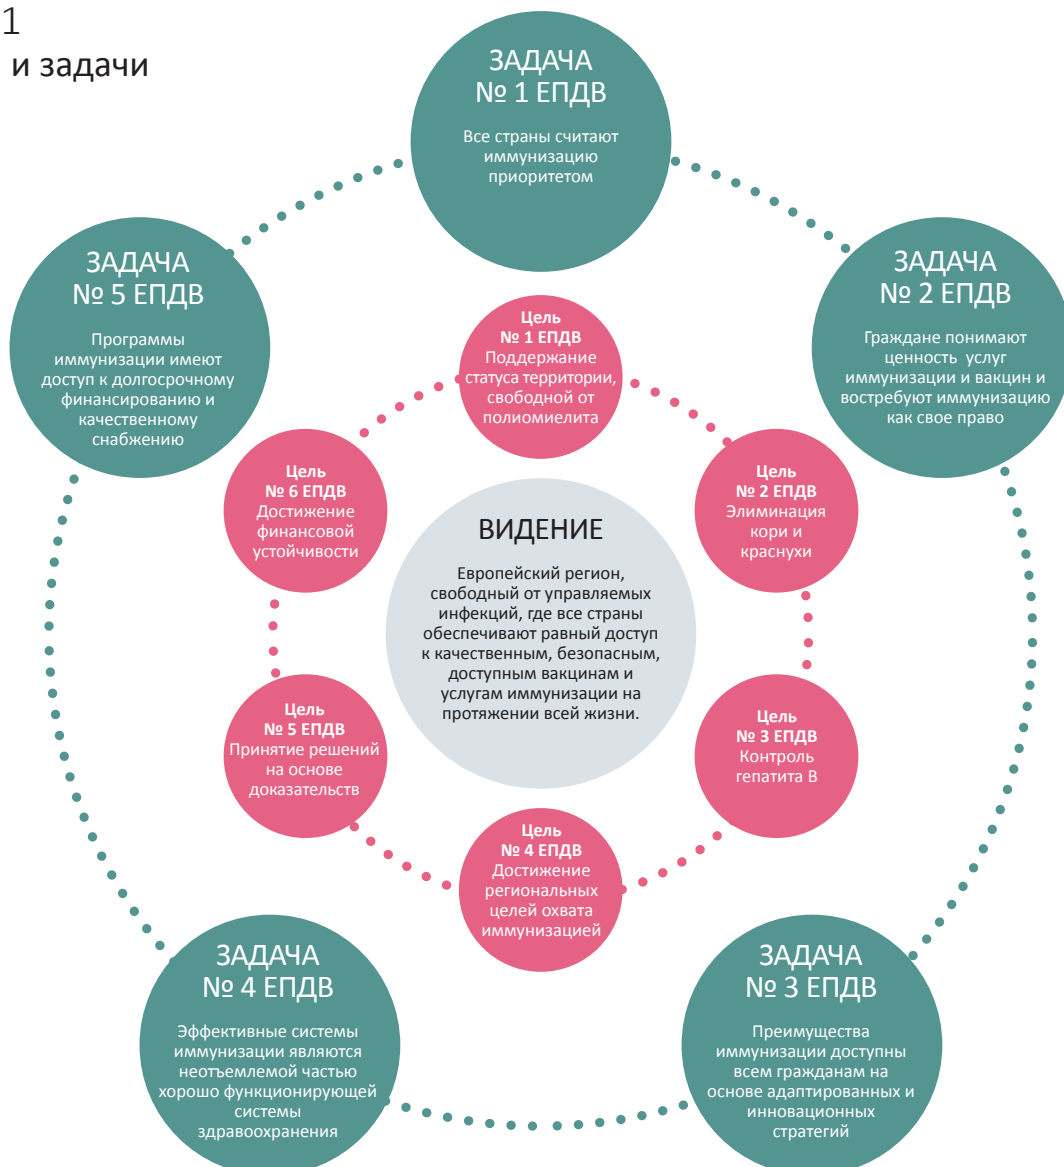 1
и задачи
ЗАДАЧА
№ 1 ЕПДВ
Все страны считают
иммунизацию
приоритетом
ЗАДАЧА
№ 5 ЕПДВ
Программы
иммунизации имеют
доступ к долгосрочному
финансированию и
качественному
снабжению
ЗАДАЧА
№ 2 ЕПДВ
Граждане понимают
ценность услуг
иммунизации и вакцин и
востребуют иммунизацию
как свое право
Цель
№ 1 ЕПДВ
Поддержание
статуса территории,
свободной от
полиомиелита
Цель
№ 6 ЕПДВ
Достижение
финансовой
устойчивости
Цель
№ 2 ЕПДВ
Элиминация
кори и
краснухи
ВИДЕНИЕ
Европейский регион,
свободный от управляемых
инфекций, где все страны
обеспечивают равный доступ
к качественным, безопасным,
доступным вакцинам и
услугам иммунизации на
протяжении всей жизни.
Цель
№ 5 ЕПДВ
Принятие решений
на основе
доказательств
Цель
№ 3 ЕПДВ
Контроль
гепатита В
Цель
№ 4 ЕПДВ
Достижение
региональных
целей охвата
иммунизацией
ЗАДАЧА
№ 4 ЕПДВ
Эффективные системы
иммунизации являются
неотъемлемой частью
хорошо функционирующей
системы
здравоохранения
ЗАДАЧА
№ 3 ЕПДВ
Преимущества
иммунизации доступны
всем гражданам на
основе адаптированных и
инновационных
стратегий